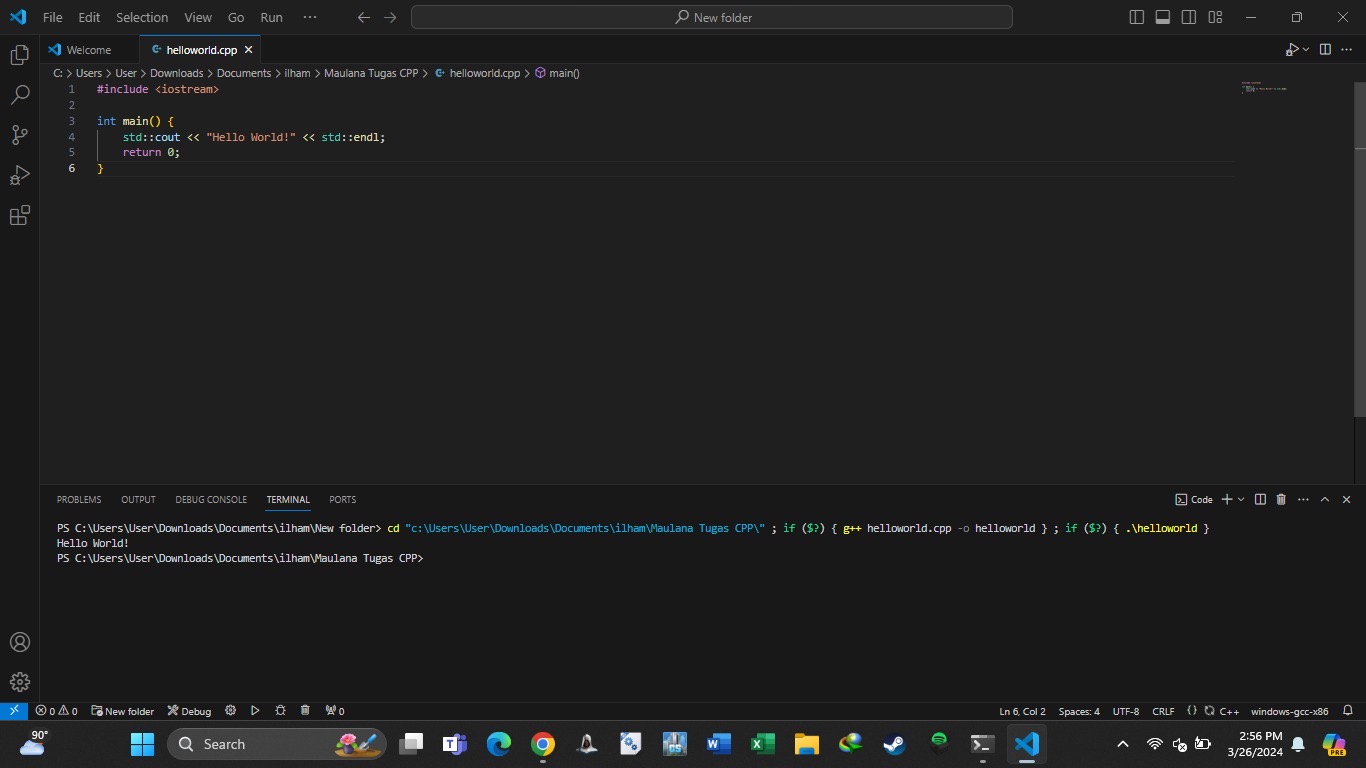 File Edit Selection View Go Run ··· New folder
Welcome helloworld.cpp
C: > Users > User > Downloads > Documents > ilham > Maulana Tugas CPP > helloworld.cpp > main()
1 #include <iostream>
2
3 int main() {
4 std::cout << "Hello World!" << std::endl;
5 return 0;
6 }
PROBLEMS OUTPUT DEBUG CONSOLE TERMINAL PORTS Code
PS C:\Users\User\Downloads\Documents\ilham\New folder> cd "c:\Users\User\Downloads\Documents\ilham\Maulana Tugas CPP\" ; if ($?) { g++ helloworld.cpp -o helloworld } ; if ($?) { .\helloworld }
Hello World!
PS C:\Users\User\Downloads\Documents\ilham\Maulana Tugas CPP>
0 0 New folder Debug 0 Ln 6, Col 2 Spaces: 4 UTF-8 CRLF {} C++ windows-gcc-x86
90° Search 2:56 PM
3/26/2024 PRE